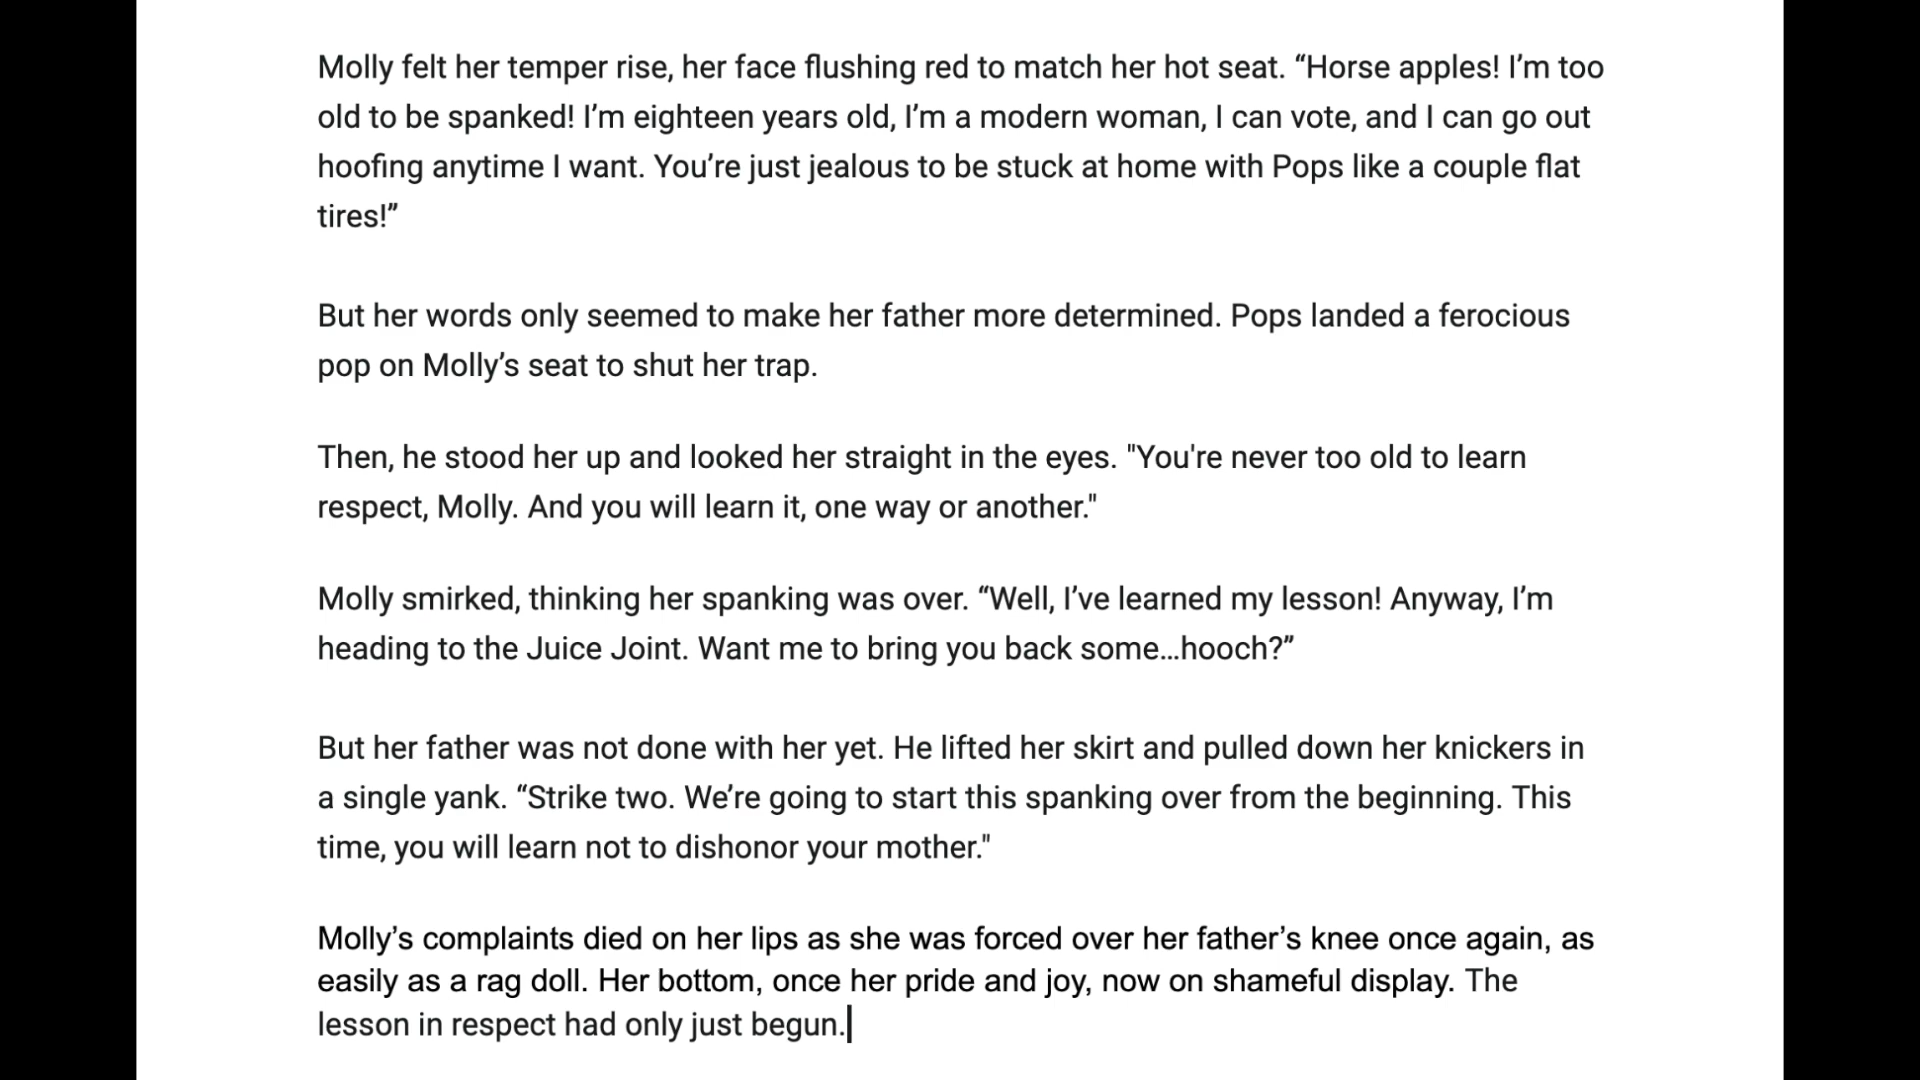 Molly felt her temper rise, her face flushing red to match her hot seat. “Horse apples! I’m too
old to be spanked! I’m eighteen years old, I’m a modern woman, I can vote, and I can go out
hoofing anytime I want. You’re just jealous to be stuck at home with Pops like a couple flat
tires!”
But her words only seemed to make her father more determined. Pops landed a ferocious
pop on Molly’s seat to shut her trap.
Then, he stood her up and looked her straight in the eyes. "You're never too old to learn
respect, Molly. And you will learn it, one way or another."
Molly smirked, thinking her spanking was over. “Well, I’ve learned my lesson! Anyway, I’m
heading to the Juice Joint. Want me to bring you back some…hooch?”
But her father was not done with her yet. He lifted her skirt and pulled down her knickers in
a single yank. “Strike two. We’re going to start this spanking over from the beginning. This
time, you will learn not to dishonor your mother."
Molly’s complaints died on her lips as she was forced over her father’s knee once again, as
easily as a rag doll. Her bottom, once her pride and joy, now on shameful display. The
lesson in respect had only just begun.